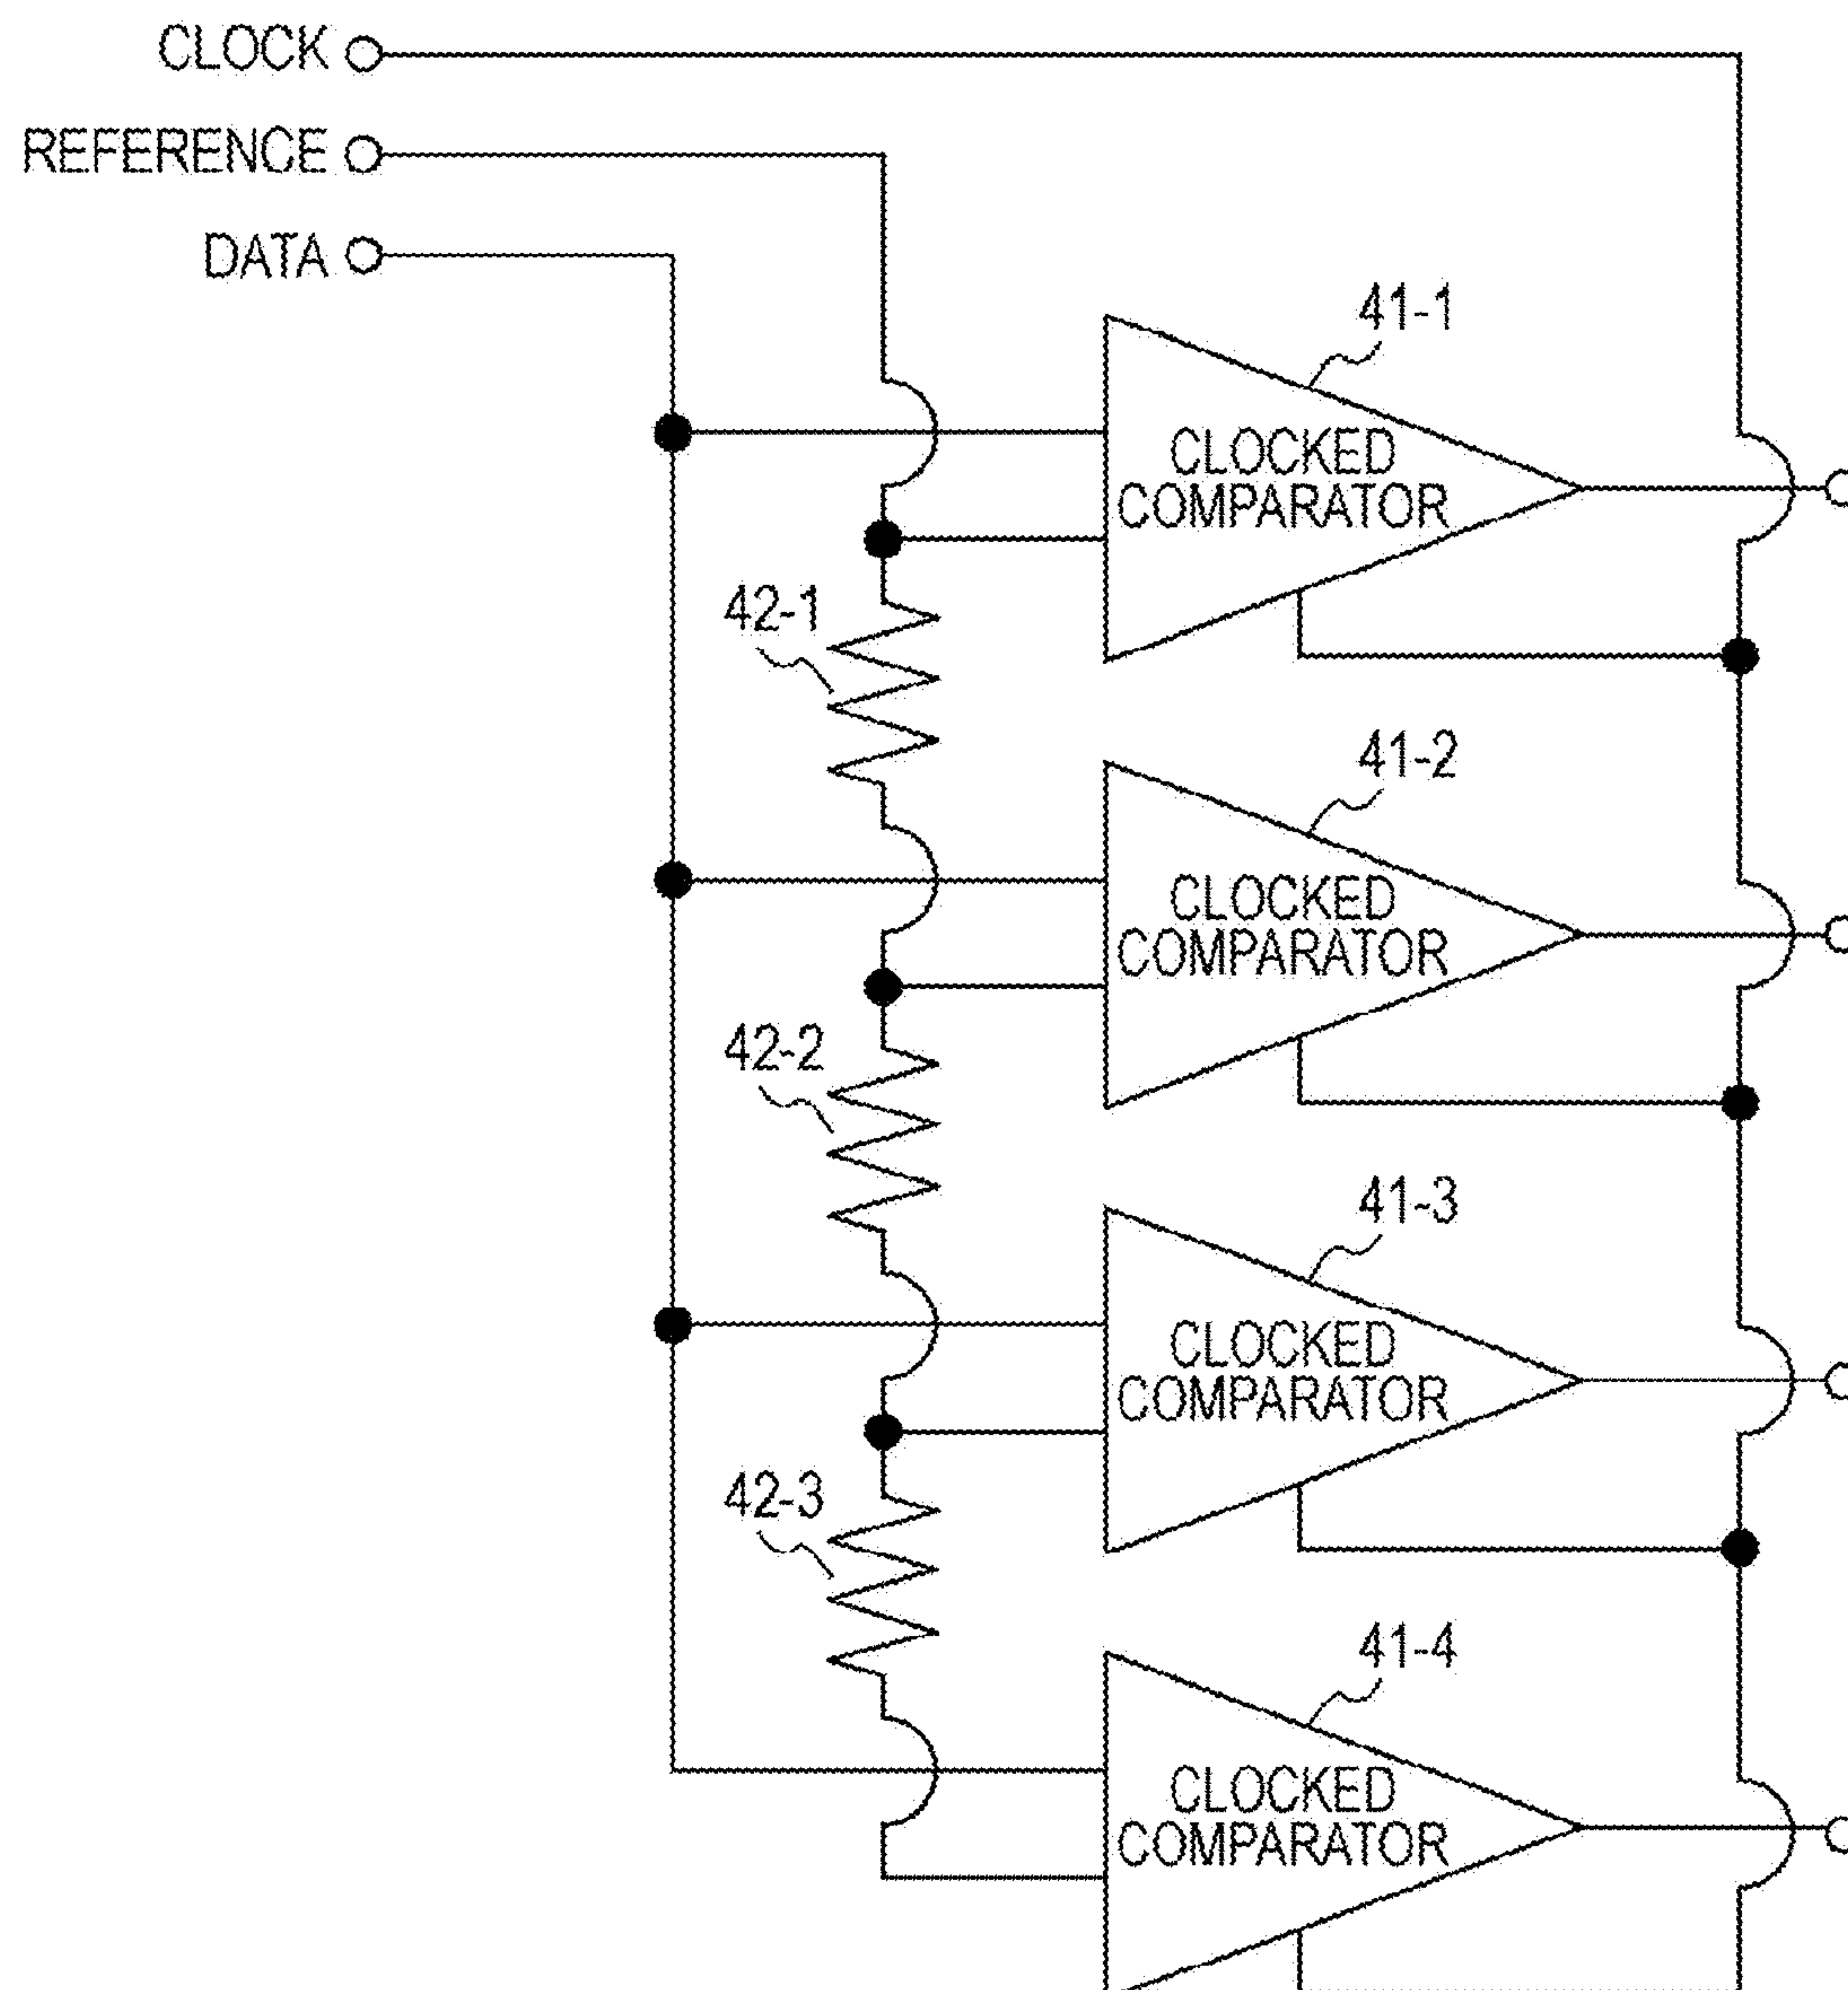 CLOCK
REFERENCE
DATA
41-1
CLOCKED
COMPARATOR
42-1
41-2
CLOCKED
COMPARATOR
42-2
41-3
CLOCKED
COMPARATOR
42-3
41-4
CLOCKED
COMPARATOR